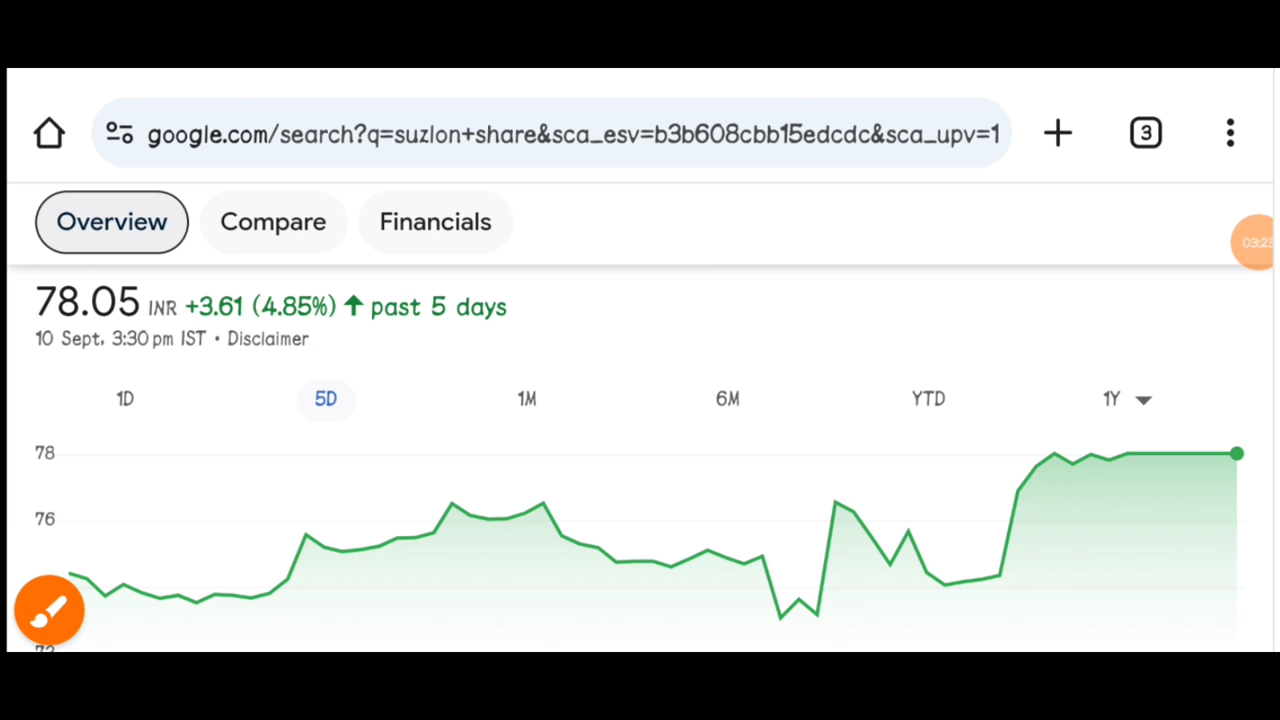 google.com/search?q=suzlon+share&sca_esv=b3b608cbb15edcdc&sca_upv=1
3
Overview Compare Financials
03:23
78.05 INR +3.61 (4.85%) ↑ past 5 days
10 Sept, 3:30 pm IST • Disclaimer
1D 5D 1M 6M YTD 1Y
78
76